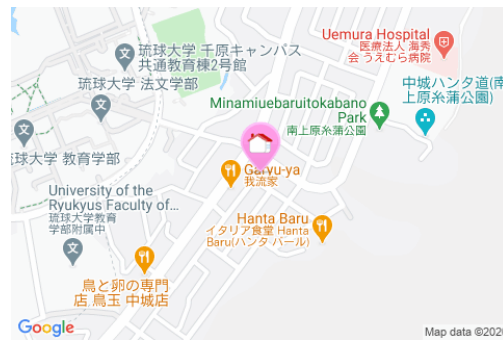 Uemura Hospital
医療法人 海秀
会 うえむら病院
琉球大学 千原キャンパス
共通教育棟2号館
琉球大学 法文学部
Minamiuebaruitokabano
Park
南上原糸蒲公園
中城ハンタ道(南
上原糸蒲公園)
琉球大学 教育学部
Garyu-ya
我流家
University of the
Ryukyus Faculty of...
琉球大学教育
学部附属中
Hanta Baru
イタリア食堂 Hanta
Baru(ハンタ·バール)
鳥と卵の専門
店 鳥玉 中城店
Google
Map data ©202